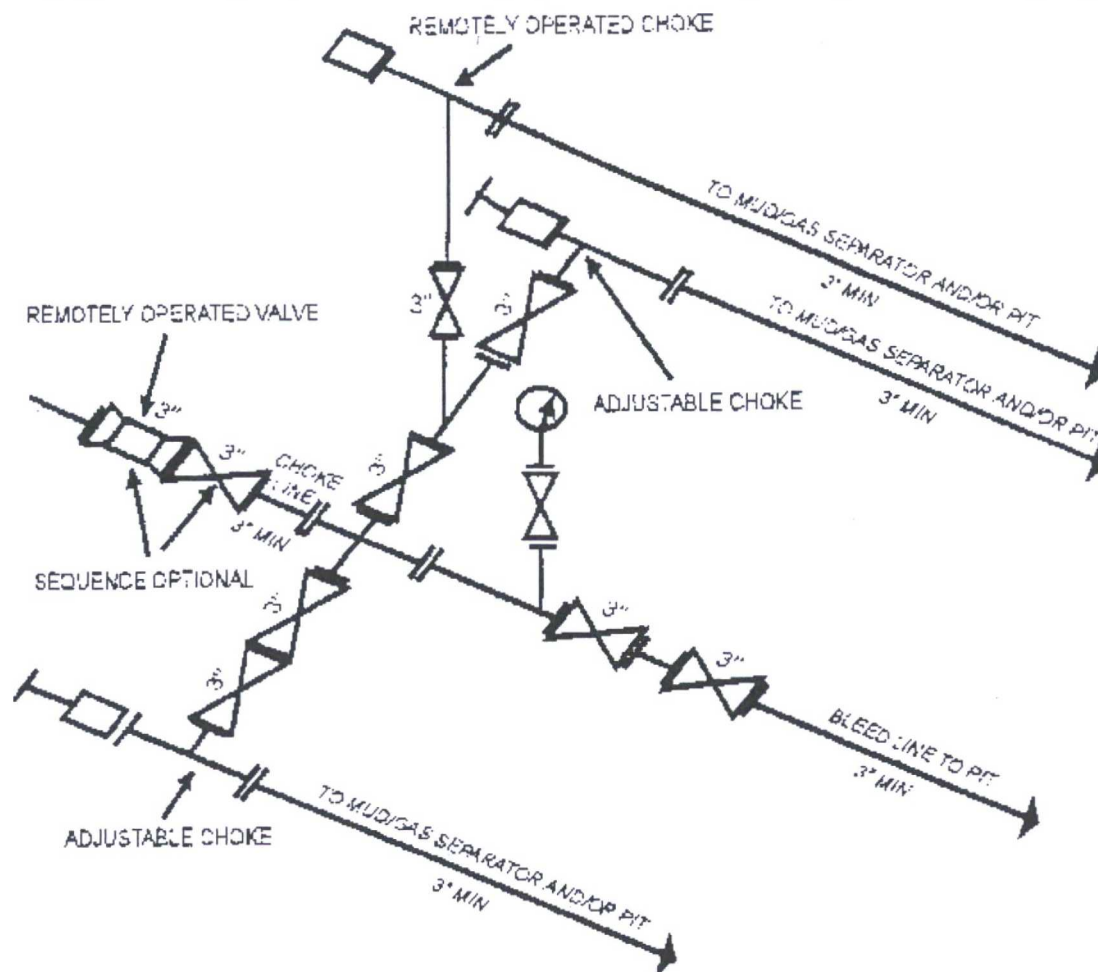 REMOTELY OPERATED CHOKE
TO MUD/GAS SEPARATOR AND/OR PIT
3" MIN
3"
3"
TO MUD/GAS SEPARATOR AND/OR PIT
3" MIN
REMOTELY OPERATED VALVE
ADJUSTABLE CHOKE
3"
3"
CHOKE
LINE
3" MIN
3"
SEQUENCE OPTIONAL
3"
3"
3"
3"
BLEED LINE TO PIT
3" MIN
ADJUSTABLE CHOKE
TO MUD/GAS SEPARATOR AND/OR PIT
3" MIN